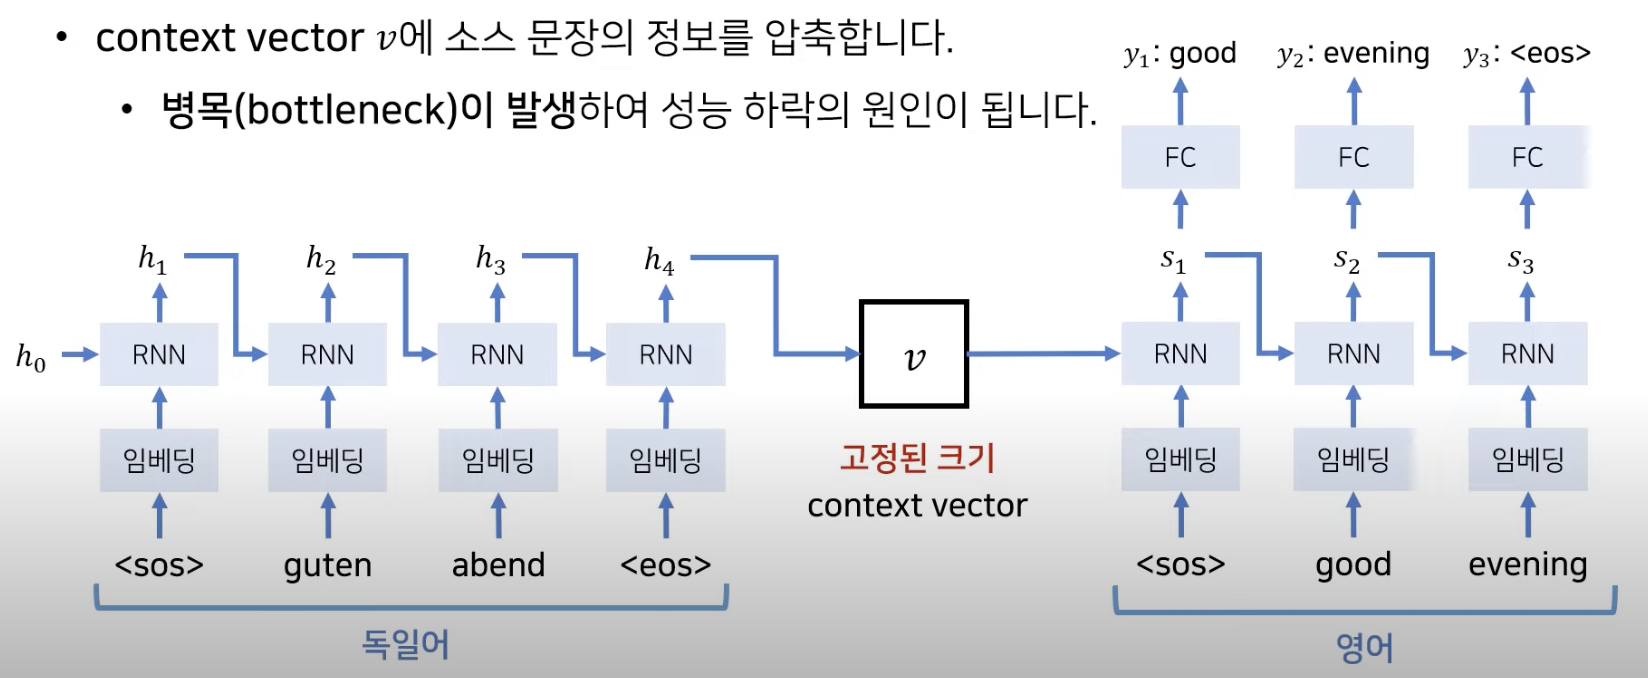 • context vector v에 소스 문장의 정보를 압축합니다.
• 병목(bottleneck)이 발생하여 성능 하락의 원인이 됩니다.
y₁: good y₂: evening y₃: <eos>
FC FC FC
h₁ h₂ h₃ h₄ s₁ s₂ s₃
h₀ RNN RNN RNN RNN v RNN RNN RNN
임베딩 임베딩 임베딩 임베딩 고정된 크기 임베딩 임베딩 임베딩
context vector
<sos> guten abend <eos> <sos> good evening
독일어 영어